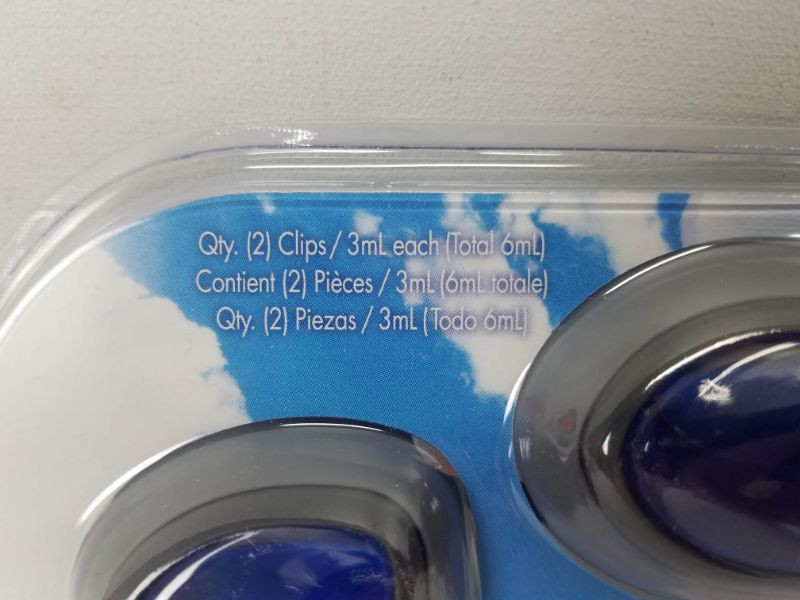 Qty. (2) Clips / 3mL each (Total 6mL)
Contient (2) Pièces / 3mL (6mL totale)
Qty. (2) Piezas / 3mL (Todo 6mL)